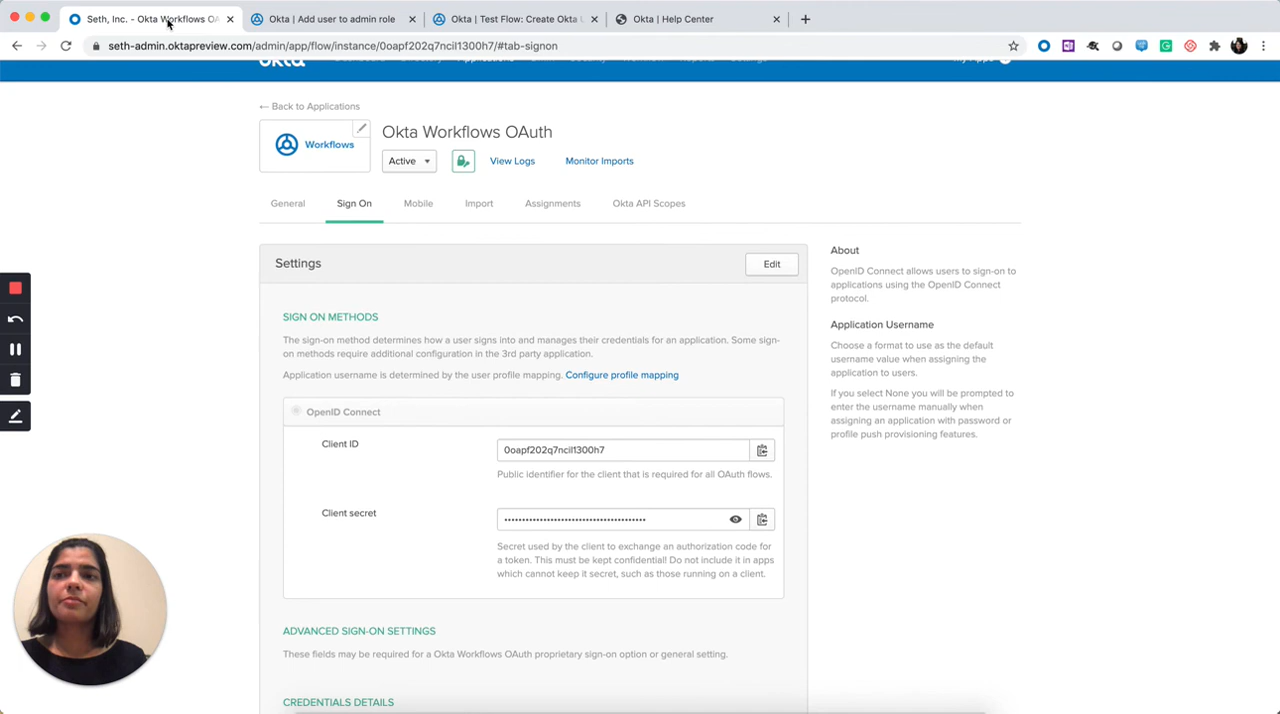 Seth, Inc. - Okta Workflows OA
Okta | Add user to admin role
Okta | Test Flow: Create Okta U
Okta | Help Center
seth-admin.oktapreview.com/admin/app/flow/instance/0oapf202q7ncil1300h7/#tab-signon
okta
← Back to Applications
Workflows
Okta Workflows OAuth
Active
View Logs
Monitor Imports
General
Sign On
Mobile
Import
Assignments
Okta API Scopes
Settings
Edit
SIGN ON METHODS
The sign-on method determines how a user signs into and manages their credentials for an application. Some sign-
on methods require additional configuration in the 3rd party application.
Application username is determined by the user profile mapping. Configure profile mapping
OpenID Connect
Client ID
0oapf202q7ncil1300h7
Public identifier for the client that is required for all OAuth flows.
Client secret
••••••••••••••••••••••••••••••••••••••••
Secret used by the client to exchange an authorization code for
a token. This must be kept confidential! Do not include it in apps
which cannot keep it secret, such as those running on a client.
ADVANCED SIGN-ON SETTINGS
These fields may be required for a Okta Workflows OAuth proprietary sign-on option or general setting.
CREDENTIALS DETAILS
About
OpenID Connect allows users to sign-on to
applications using the OpenID Connect
protocol.
Application Username
Choose a format to use as the default
username value when assigning the
application to users.
If you select None you will be prompted to
enter the username manually when
assigning an application with password or
profile push provisioning features.